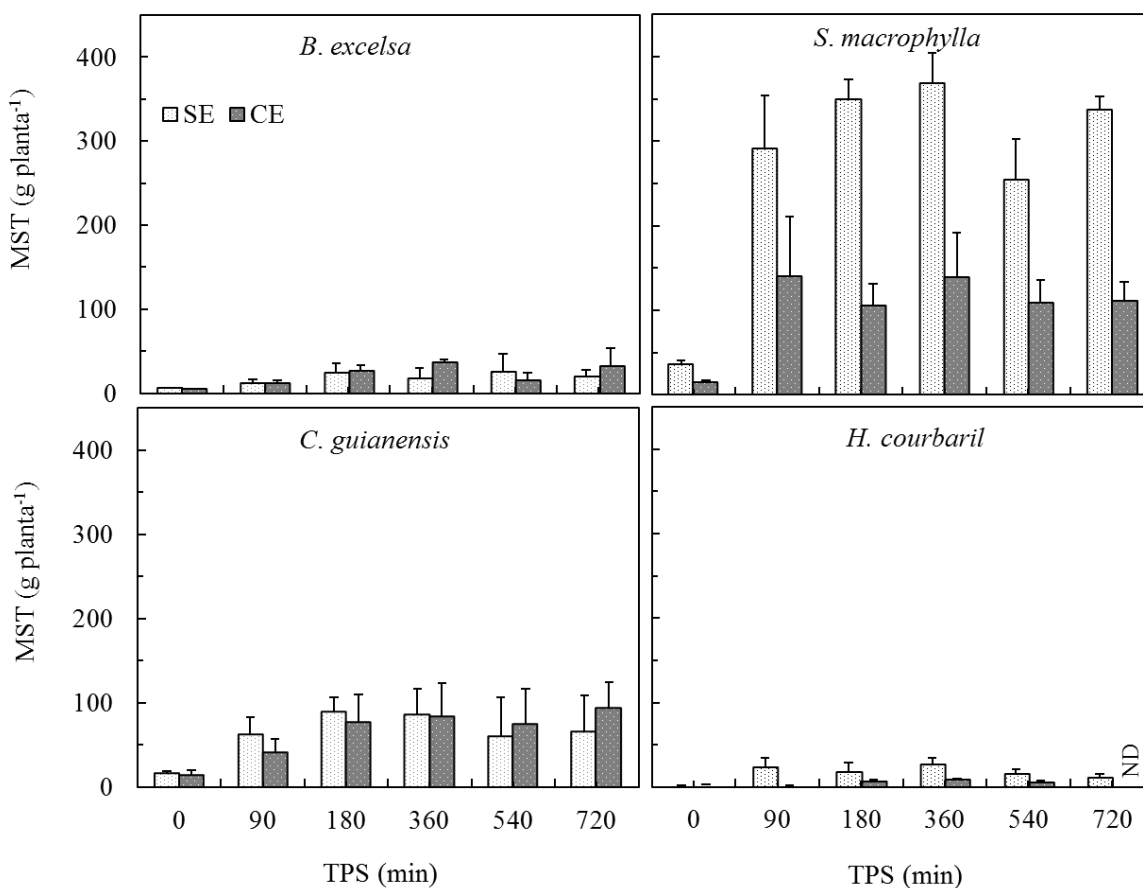 B. excelsa
S. macrophylla
SE CE
MST (g planta⁻¹)
400
300
200
100
0
C. guianensis
H. courbaril
MST (g planta⁻¹)
400
300
200
100
0
ND
0 90 180 360 540 720
0 90 180 360 540 720
TPS (min)
TPS (min)